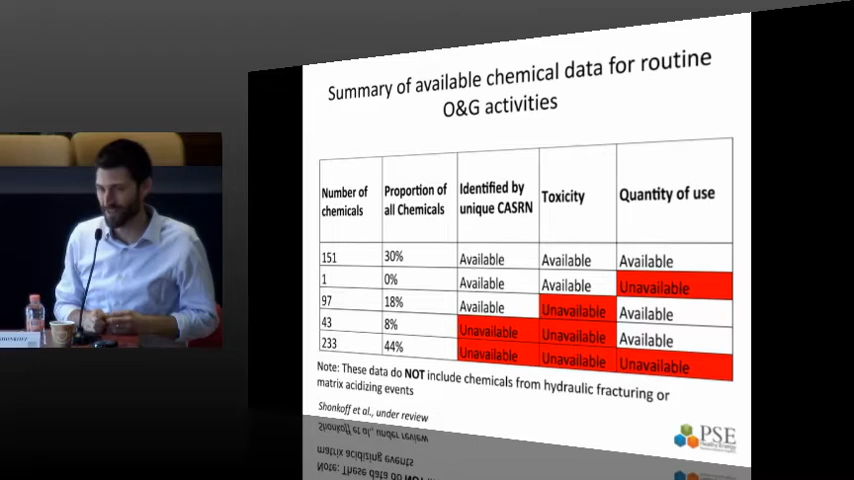 Summary of available chemical data for routine
O&G activities
Number of chemicals | Proportion of all Chemicals | Identified by unique CASRN | Toxicity | Quantity of use
151 | 30% | Available | Available | Available
1 | 0% | Available | Available | Unavailable
97 | 18% | Available | Unavailable | Available
43 | 8% | Unavailable | Unavailable | Available
233 | 44% | Unavailable | Unavailable | Unavailable
Note: These data do NOT include chemicals from hydraulic fracturing or
matrix acidizing events
Shonkoff et al., under review
PSE